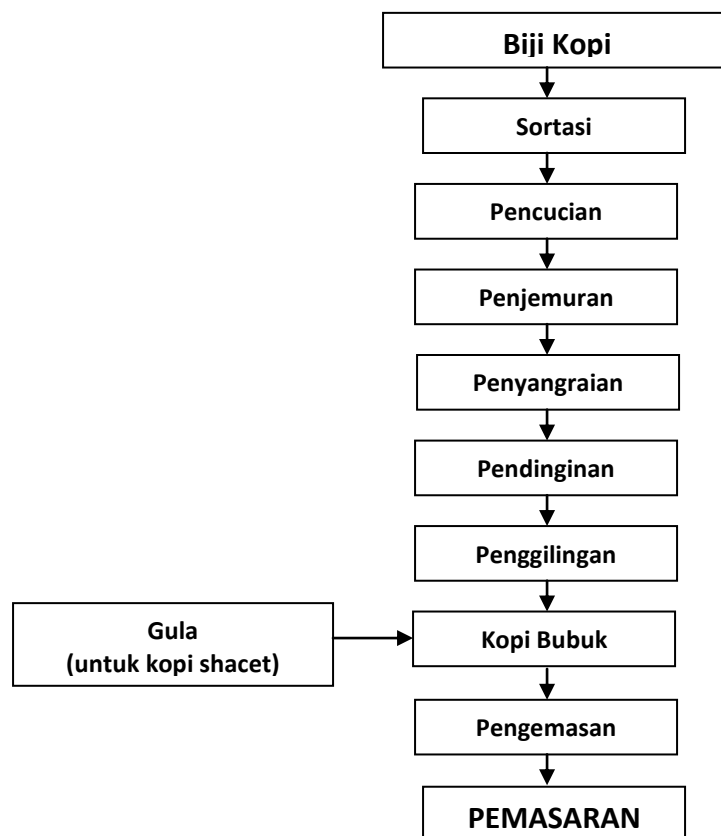 Biji Kopi
Sortasi
Pencucian
Penjemuran
Penyangraian
Pendinginan
Penggilingan
Gula
(untuk kopi shacet)
Kopi Bubuk
Pengemasan
PEMASARAN